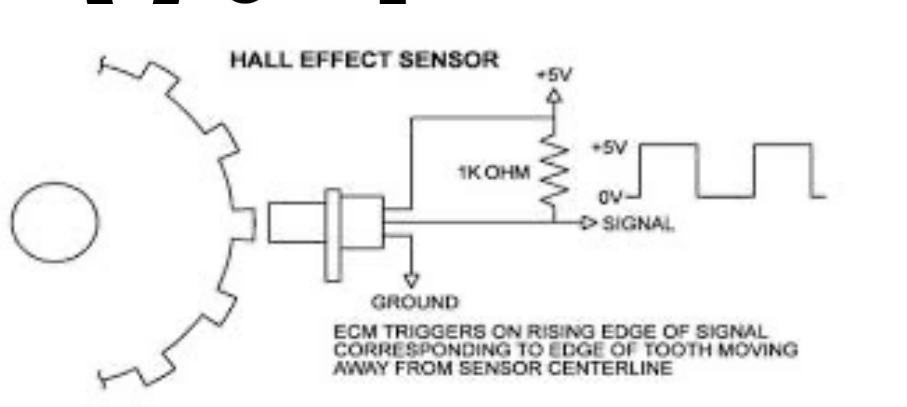 HALL EFFECT SENSOR
+5V
1K OHM
+5V
0V
SIGNAL
GROUND
ECM TRIGGERS ON RISING EDGE OF SIGNAL
CORRESPONDING TO EDGE OF TOOTH MOVING
AWAY FROM SENSOR CENTERLINE